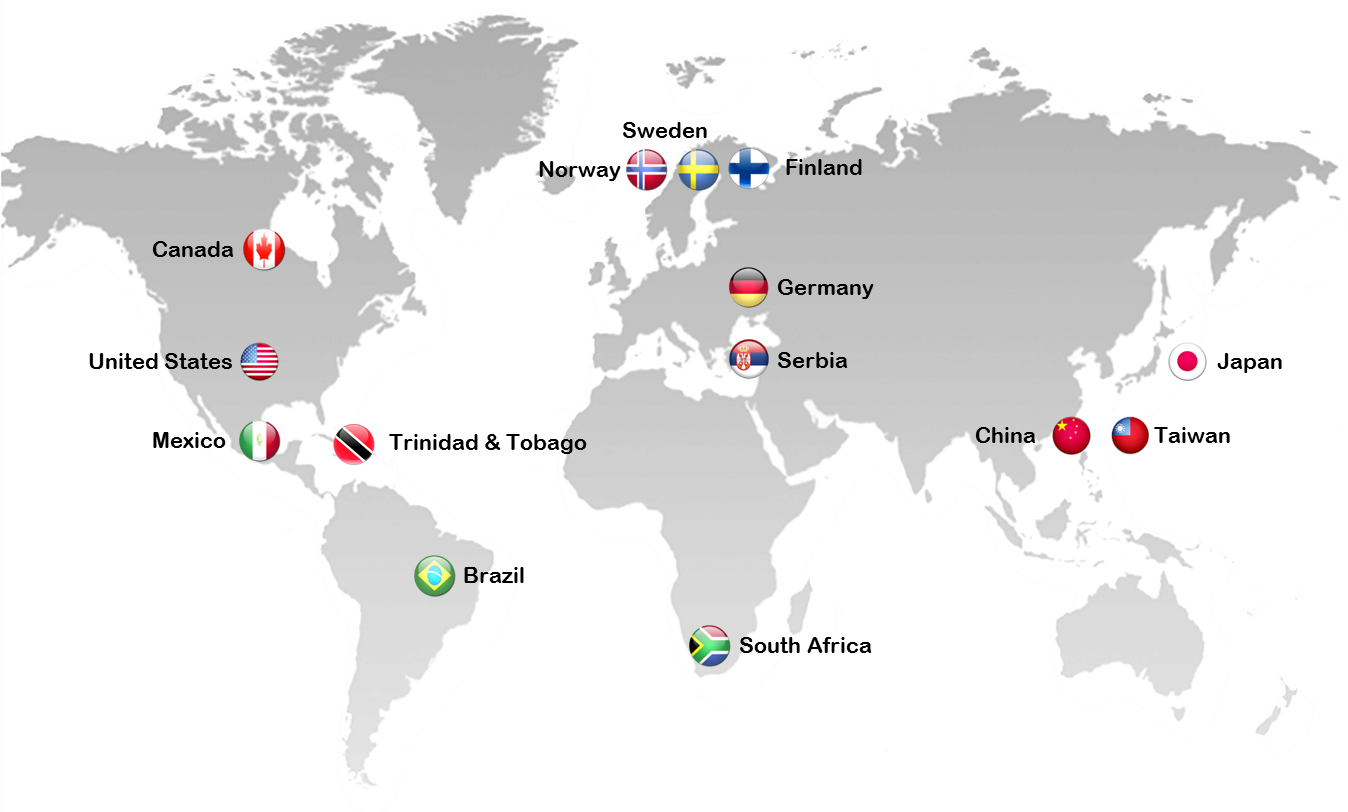 Sweden
Norway
Finland
Canada
Germany
United States
Serbia
Japan
Mexico
Trinidad & Tobago
China
Taiwan
Brazil
South Africa